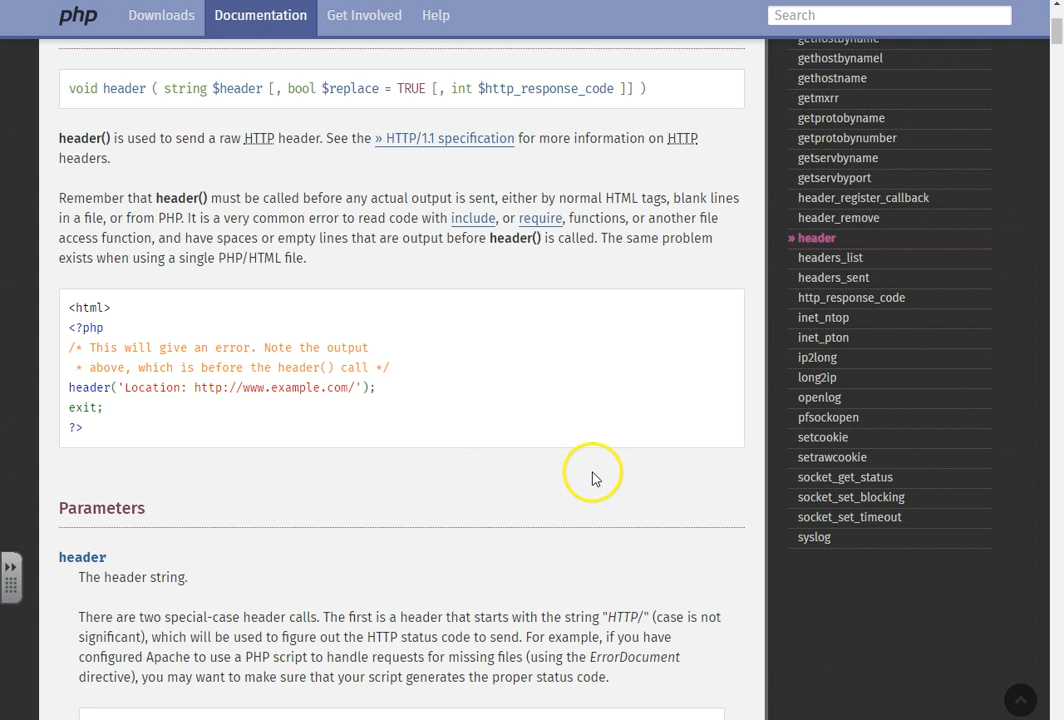 php
Downloads
Documentation
Get Involved
Help
Search
void header ( string $header [, bool $replace = TRUE [, int $http_response_code ]] )
header() is used to send a raw HTTP header. See the » HTTP/1.1 specification for more information on HTTP
headers.
Remember that header() must be called before any actual output is sent, either by normal HTML tags, blank lines
in a file, or from PHP. It is a very common error to read code with include, or require, functions, or another file
access function, and have spaces or empty lines that are output before header() is called. The same problem
exists when using a single PHP/HTML file.
<html>
<?php
/* This will give an error. Note the output
* above, which is before the header() call */
header('Location: http://www.example.com/');
exit;
?>
Parameters
header
The header string.
There are two special-case header calls. The first is a header that starts with the string "HTTP/" (case is not
significant), which will be used to figure out the HTTP status code to send. For example, if you have
configured Apache to use a PHP script to handle requests for missing files (using the ErrorDocument
directive), you may want to make sure that your script generates the proper status code.
gethostbyname
gethostbynamel
gethostname
getmxrr
getprotobyname
getprotobynumber
getservbyname
getservbyport
header_register_callback
header_remove
» header
headers_list
headers_sent
http_response_code
inet_ntop
inet_pton
ip2long
long2ip
openlog
pfsockopen
setcookie
setrawcookie
socket_get_status
socket_set_blocking
socket_set_timeout
syslog